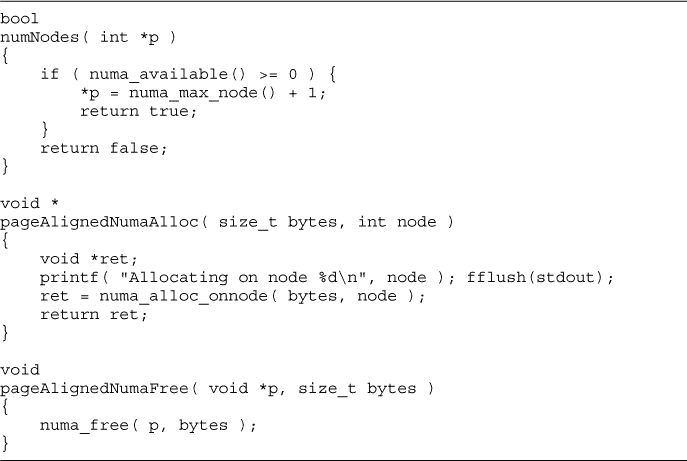 bool
numNodes( int *p )
{
    if ( numa_available() >= 0 ) {
        *p = numa_max_node() + 1;
        return true;
    }
    return false;
}

void *
pageAlignedNumaAlloc( size_t bytes, int node )
{
    void *ret;
    printf( "Allocating on node %d\n", node ); fflush(stdout);
    ret = numa_alloc_onnode( bytes, node );
    return ret;
}

void
pageAlignedNumaFree( void *p, size_t bytes )
{
    numa_free( p, bytes );
}